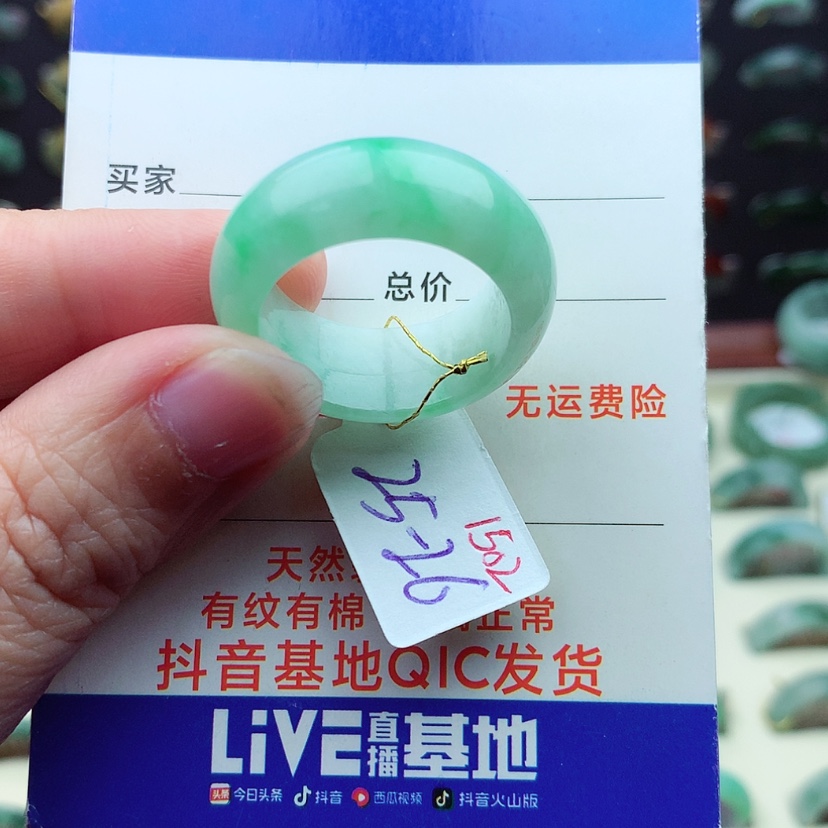 买家
总价
无运费险
25-26
1502
天然
有纹有棉
正常
抖音基地QIC发货
LiVE直播基地
今日头条 抖音 西瓜视频 抖音火山版